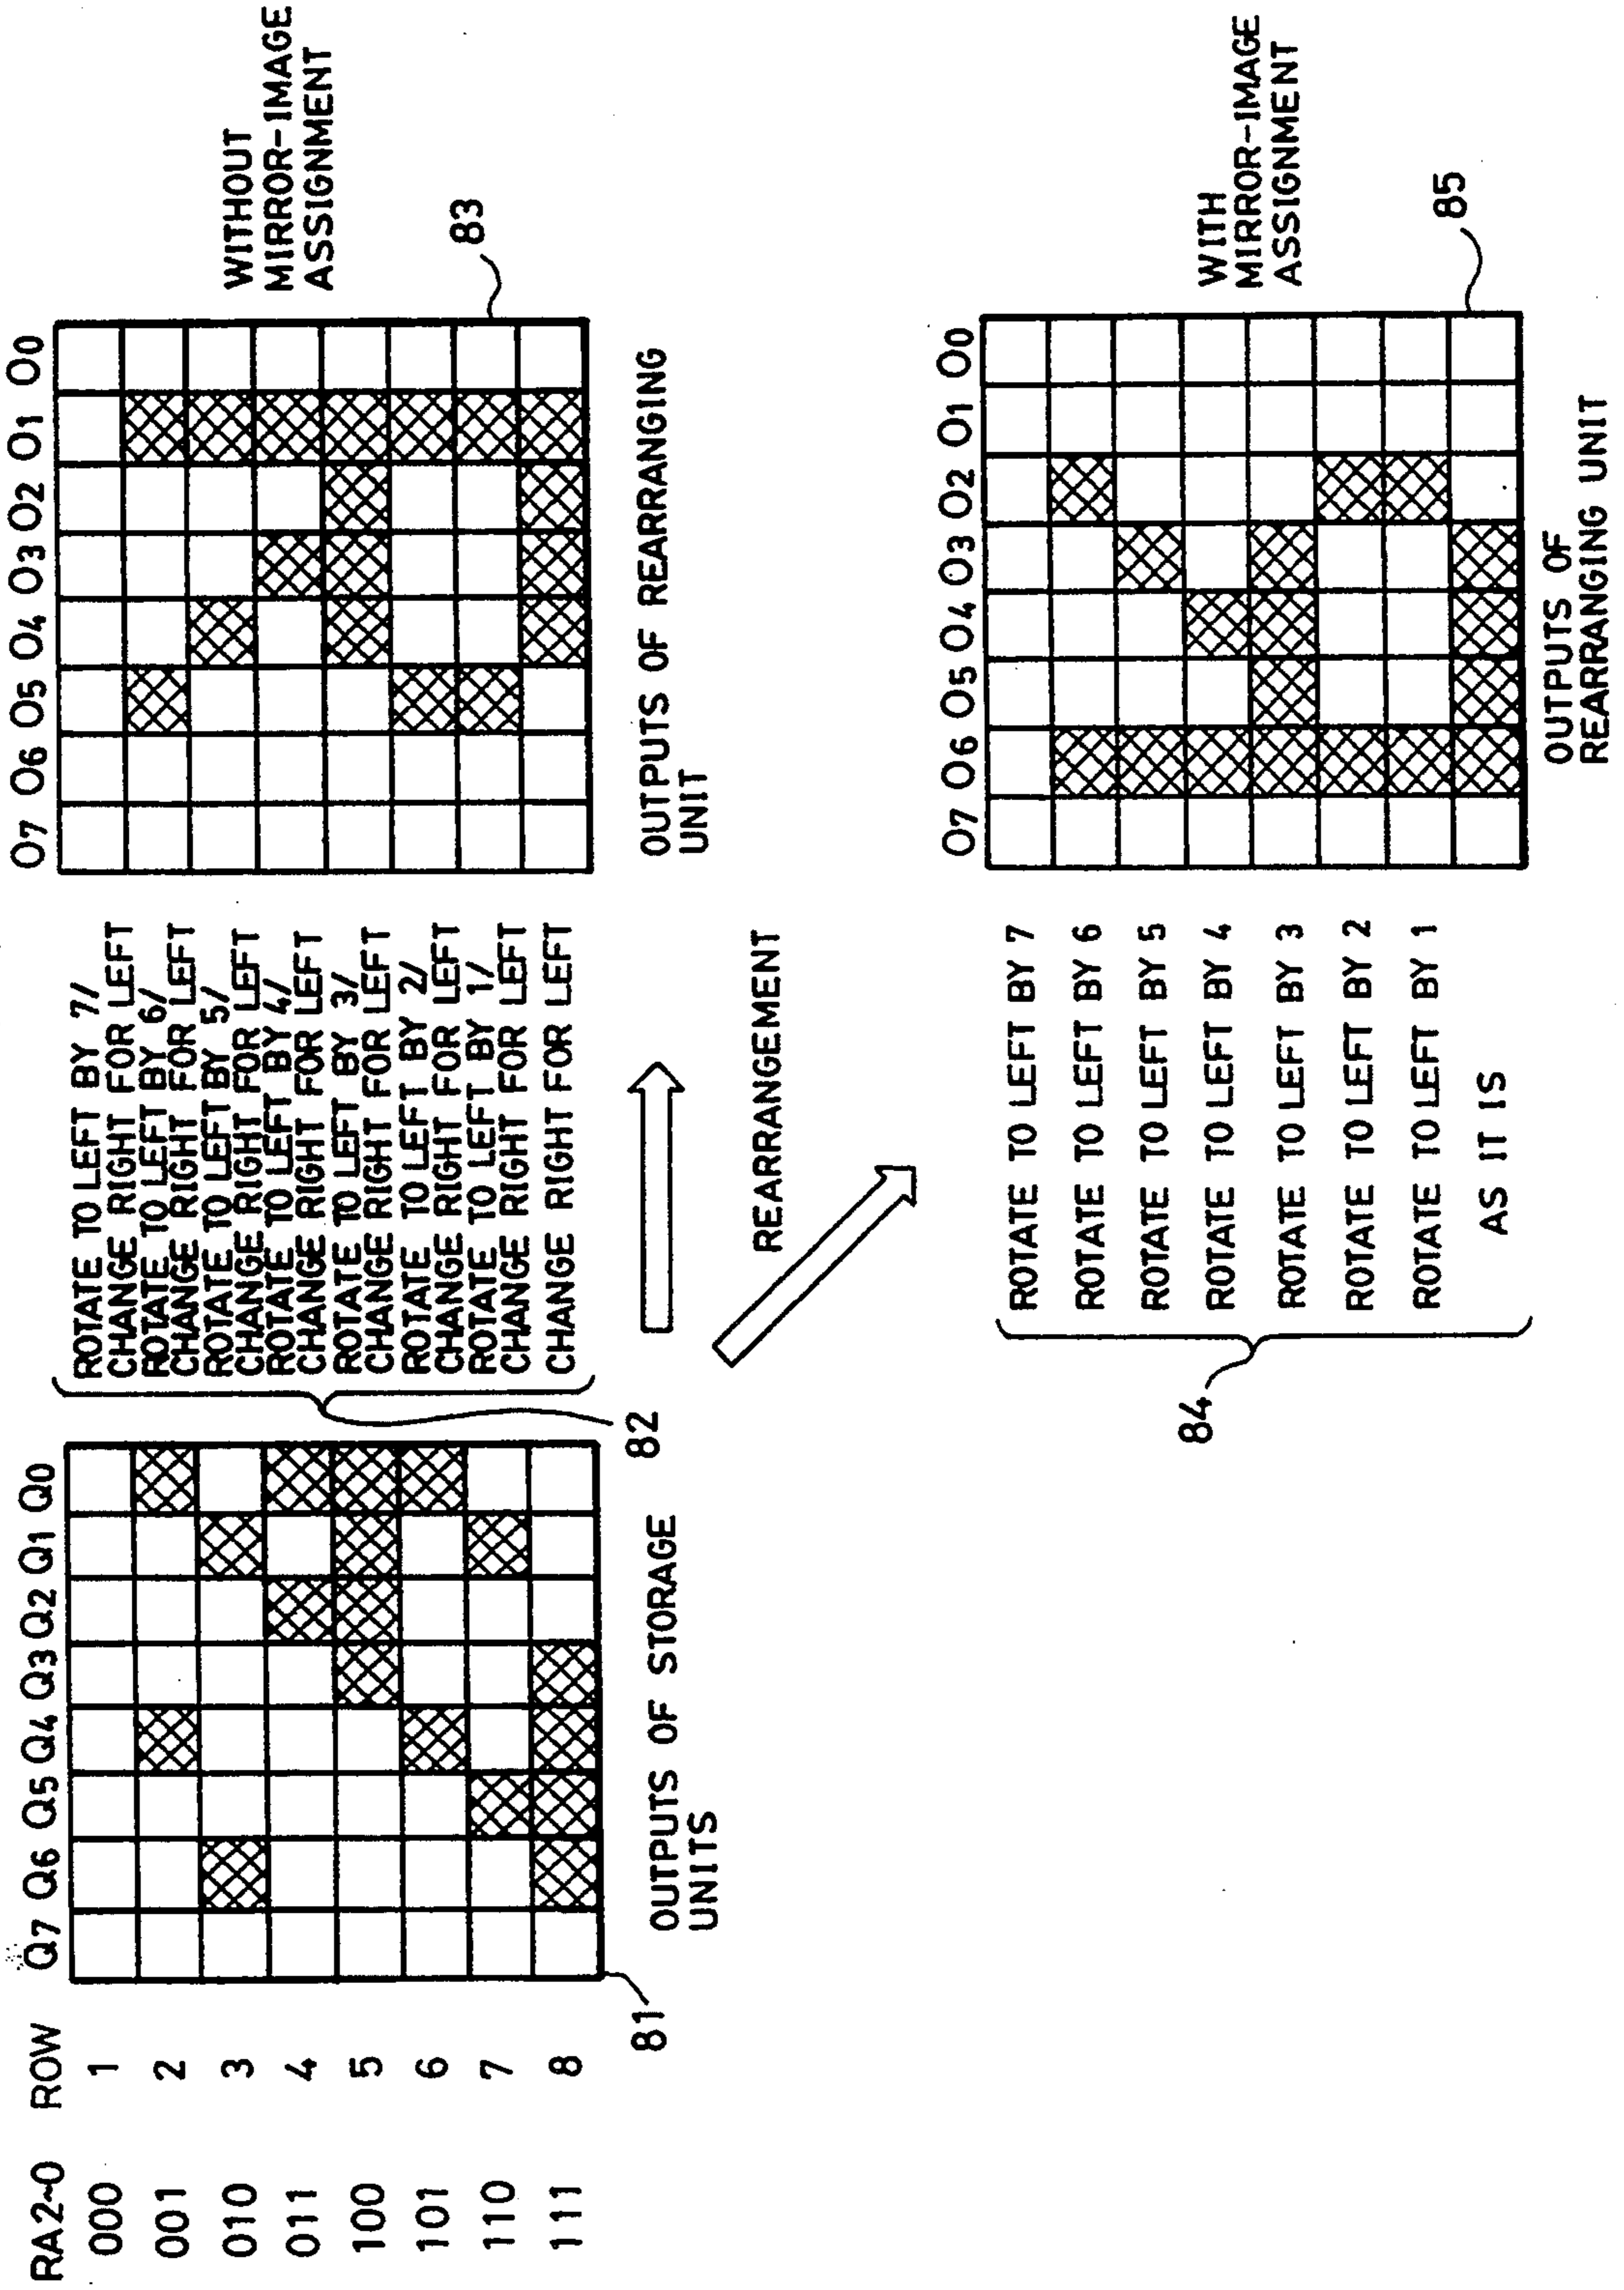 RA2~0 ROW Q7 Q6 Q5 Q4 Q3 Q2 Q1 Q0
000 1
001 2
010 3
011 4
100 5
101 6
110 7
111 8
81
OUTPUTS OF STORAGE
UNITS
ROTATE TO LEFT BY 7/
CHANGE RIGHT FOR LEFT
ROTATE TO LEFT BY 6/
CHANGE RIGHT FOR LEFT
ROTATE TO LEFT BY 5/
CHANGE RIGHT FOR LEFT
ROTATE TO LEFT BY 4/
CHANGE RIGHT FOR LEFT
ROTATE TO LEFT BY 3/
CHANGE RIGHT FOR LEFT
ROTATE TO LEFT BY 2/
CHANGE RIGHT FOR LEFT
ROTATE TO LEFT BY 1/
CHANGE RIGHT FOR LEFT
CHANGE RIGHT FOR LEFT
82
REARRANGEMENT
O7 O6 O5 O4 O3 O2 O1 O0
WITHOUT
MIRROR-IMAGE
ASSIGNMENT
83
OUTPUTS OF REARRANGING
UNIT
84
ROTATE TO LEFT BY 7
ROTATE TO LEFT BY 6
ROTATE TO LEFT BY 5
ROTATE TO LEFT BY 4
ROTATE TO LEFT BY 3
ROTATE TO LEFT BY 2
ROTATE TO LEFT BY 1
AS IT IS
O7 O6 O5 O4 O3 O2 O1 O0
WITH
MIRROR-IMAGE
ASSIGNMENT
85
OUTPUTS OF
REARRANGING UNIT